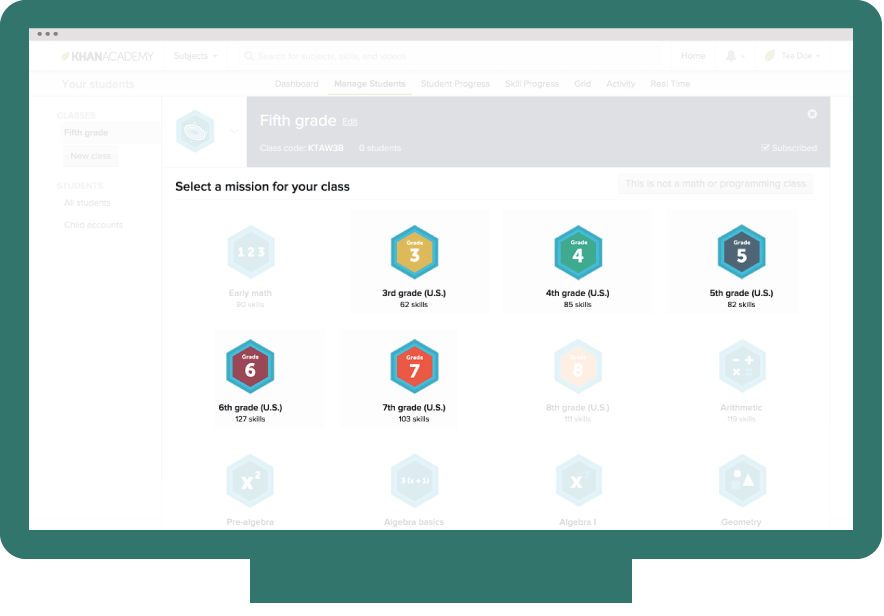 KHANACADEMY Subjects Search for subjects, skills, and videos Home Tee Doe
Your students Dashboard Manage Students Student Progress Skill Progress Grid Activity Real Time
CLASSES
Fifth grade
New class
STUDENTS
All students
Child accounts
Fifth grade Edit
Class code: KTAW3B 0 students Subscribed
Select a mission for your class This is not a math or programming class
1 2 3 Grade 3 Grade 4 Grade 5
Early math 3rd grade (U.S.) 4th grade (U.S.) 5th grade (U.S.)
90 skills 62 skills 85 skills 82 skills
Grade 6 Grade 7 Grade 8 - + × =
6th grade (U.S.) 7th grade (U.S.) 8th grade (U.S.) Arithmetic
127 skills 103 skills 111 skills 119 skills
x² 3 (x + 1) x
Pre-algebra Algebra basics Algebra I Geometry